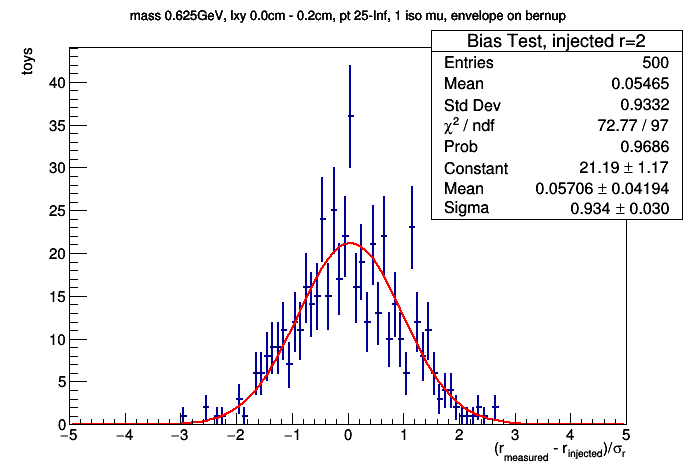 mass 0.625GeV, lxy 0.0cm - 0.2cm, pt 25-Inf, 1 iso mu, envelope on bernup
Bias Test, injected r=2
Entries 500
Mean 0.05465
Std Dev 0.9332
χ² / ndf 72.77 / 97
Prob 0.9686
Constant 21.19 ± 1.17
Mean 0.05706 ± 0.04194
Sigma 0.934 ± 0.030
toys
40
35
30
25
20
15
10
5
0
−5 −4 −3 −2 −1 0 1 2 3 4 5
(r_measured - r_injected)/σ_r